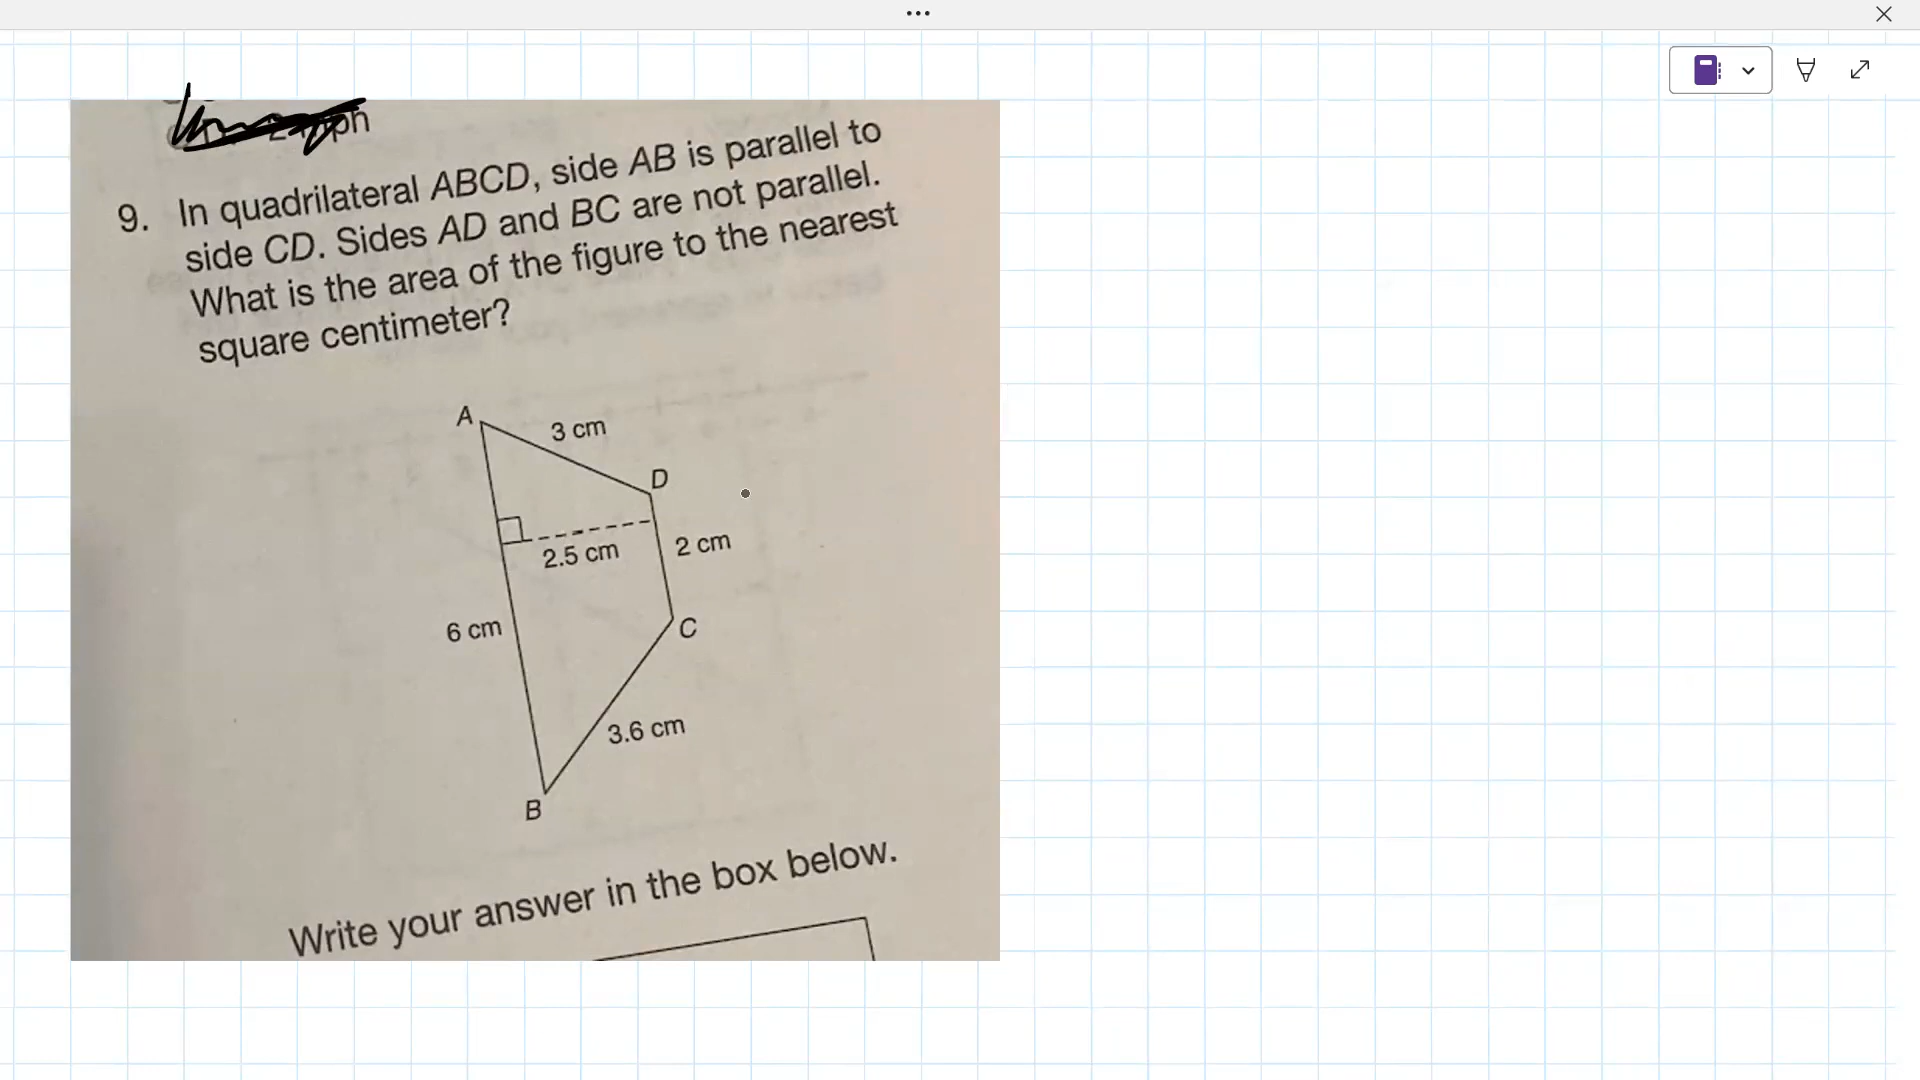 ph
9. In quadrilateral ABCD, side AB is parallel to
side CD. Sides AD and BC are not parallel.
What is the area of the figure to the nearest
square centimeter?
A
3 cm
D
2.5 cm
2 cm
6 cm
C
3.6 cm
B
Write your answer in the box below.